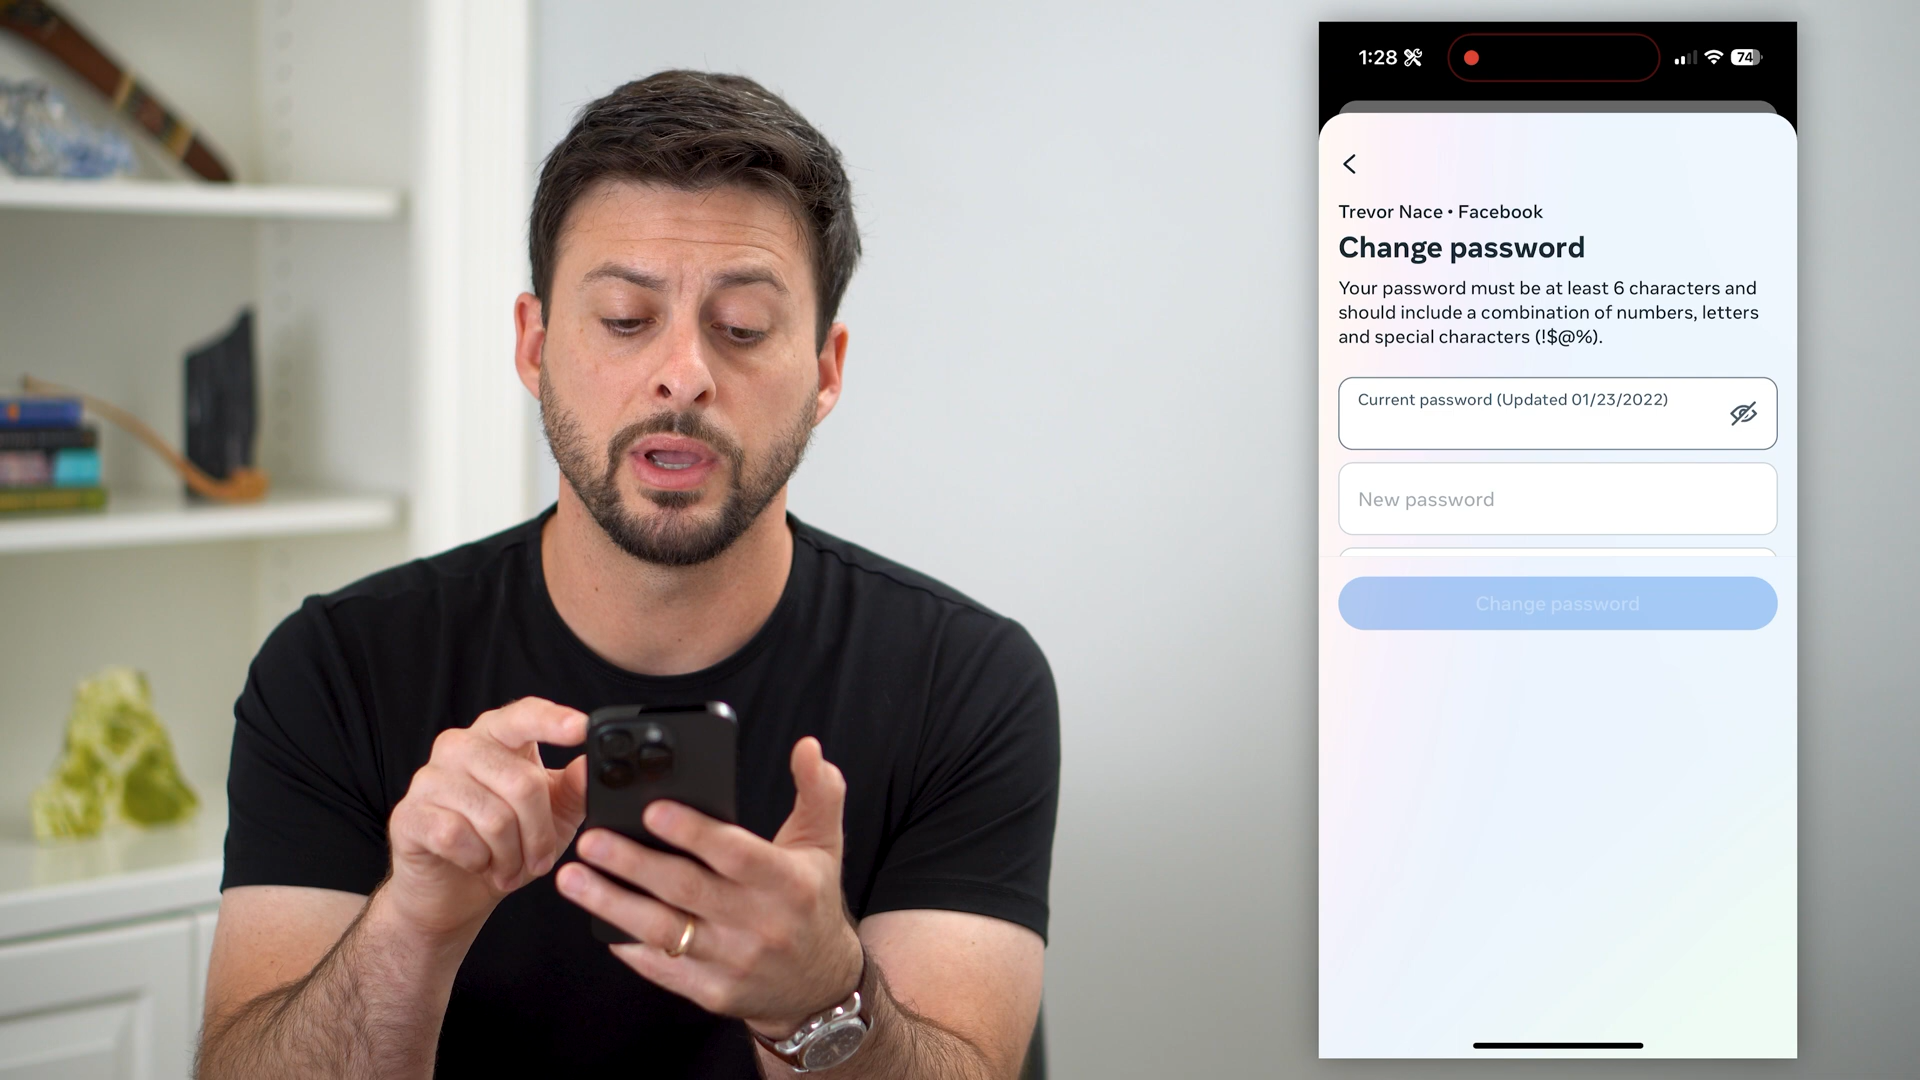 1:28
74
Trevor Nace • Facebook
Change password
Your password must be at least 6 characters and
should include a combination of numbers, letters
and special characters (!$@%).
Current password (Updated 01/23/2022)
New password
Change password